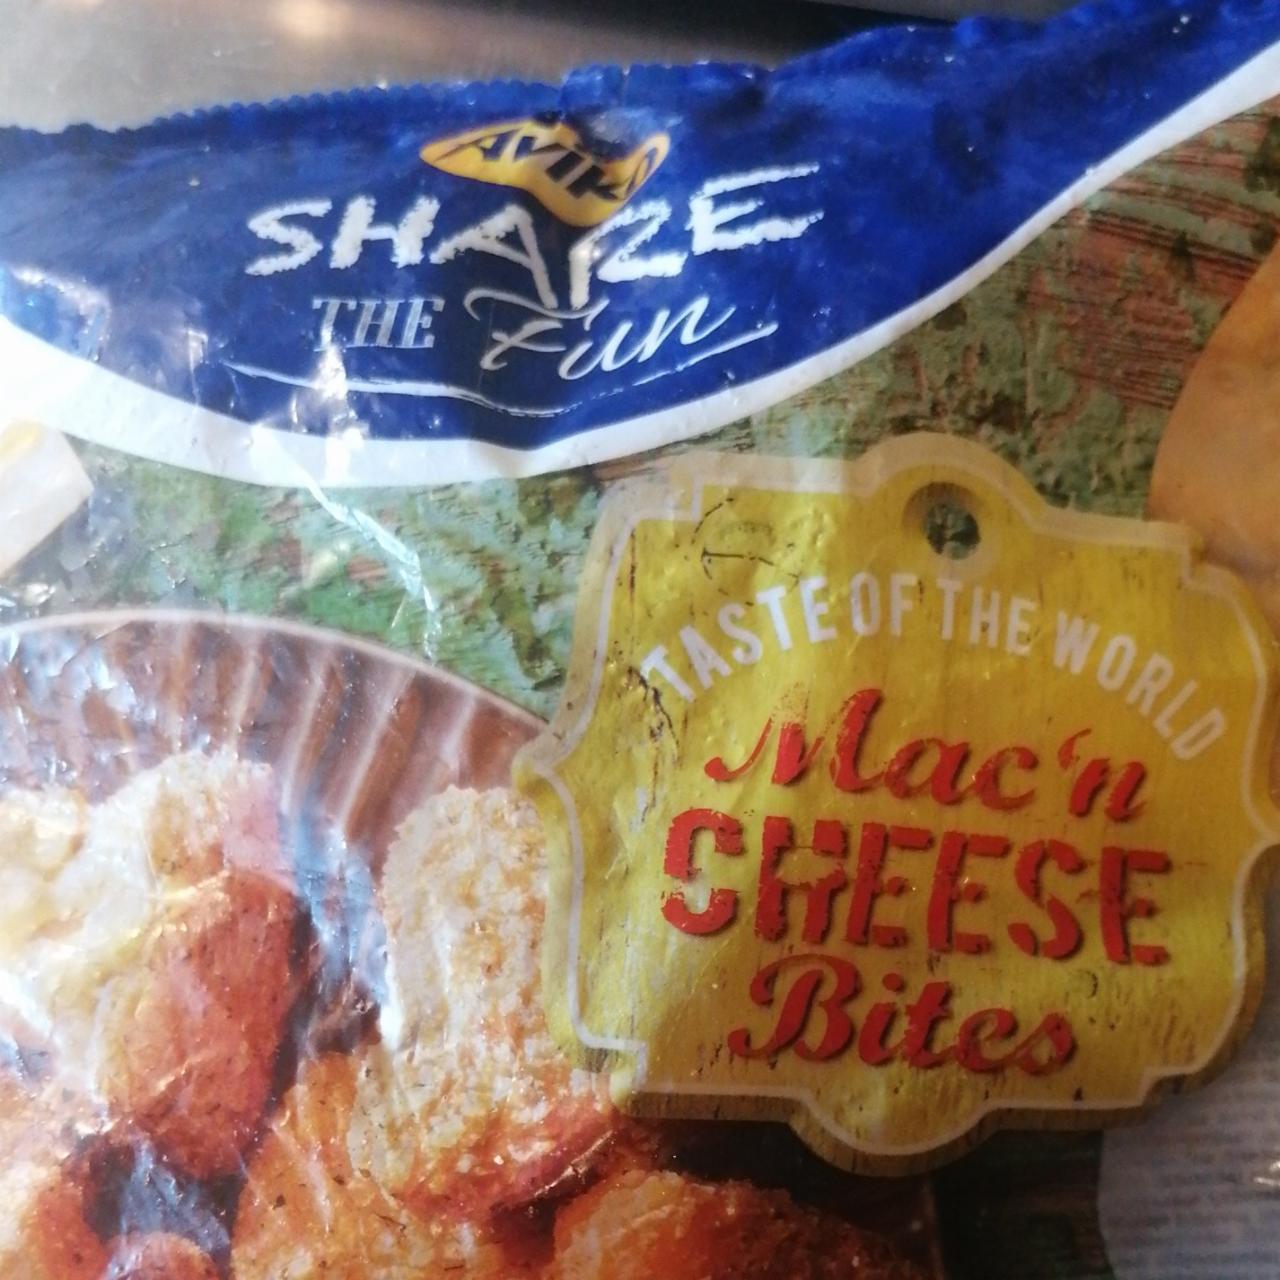 AVIKO
SHARE
THE Fun
TASTE OF THE WORLD
Mac'n
CHEESE
Bites